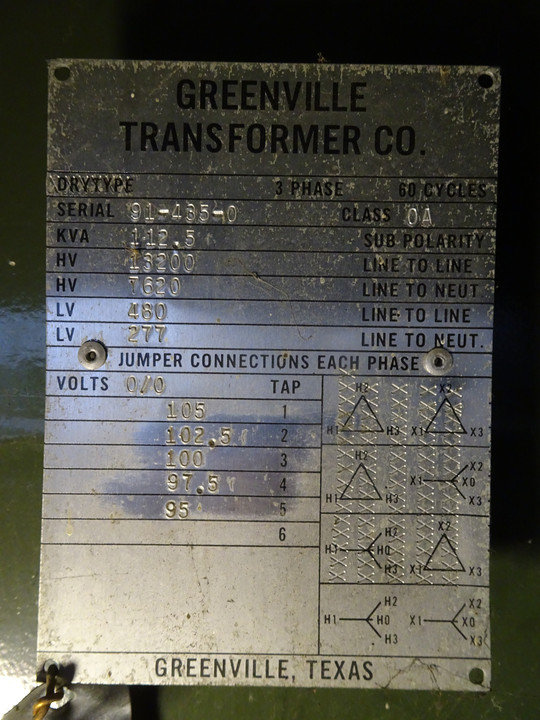 GREENVILLE
TRANSFORMER CO.
DRYTYPE 3 PHASE 60 CYCLES
SERIAL 91-435-0 CLASS OA
KVA 112.5 SUB POLARITY
HV 13200 LINE TO LINE
HV 7620 LINE TO NEUT
LV 480 LINE TO LINE
LV 277 LINE TO NEUT.
JUMPER CONNECTIONS EACH PHASE
VOLTS 0/0 TAP
105 1
102.5 2
100 3
97.5 4
95 5
6
H2 X2
H1 H3 X1 X3
H2 X2
X1 X0
H1 H3 X3
H2 X2
H1 H0
H3 X1 X3
H2 X2
H1 H0 X1 X0
H3 X3
GREENVILLE, TEXAS